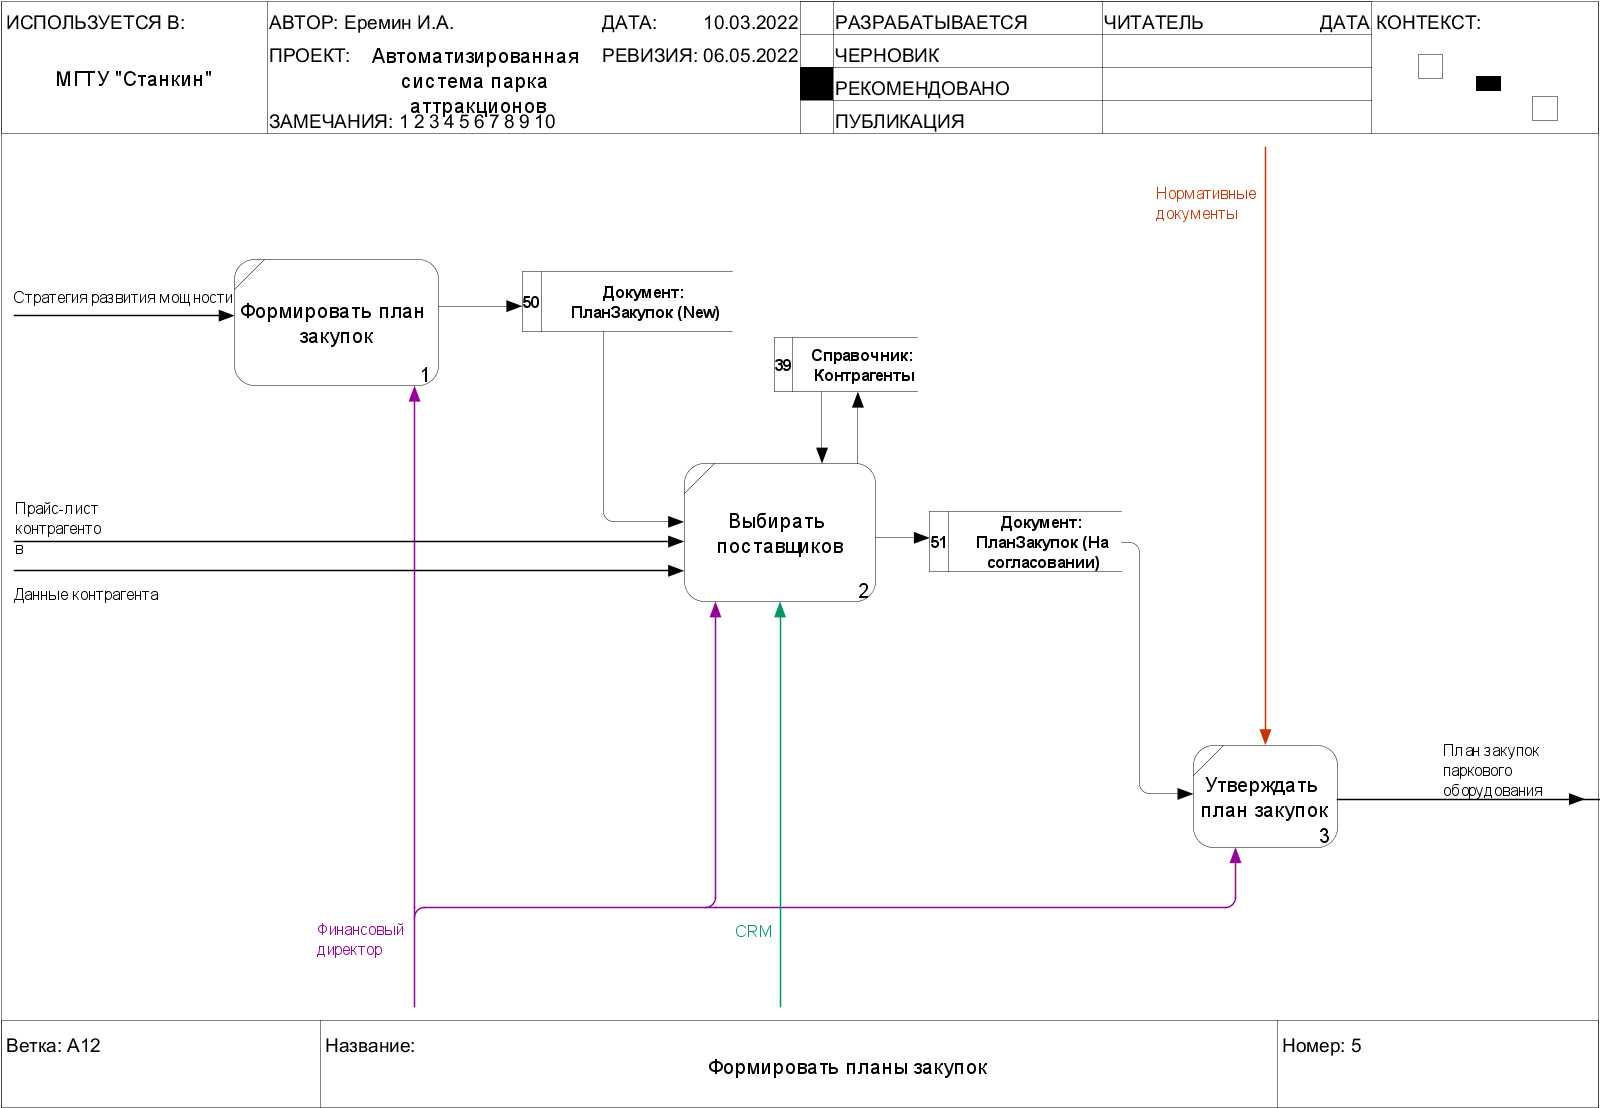 ИСПОЛЬЗУЕТСЯ В:
МГТУ "Станкин"
АВТОР: Еремин И.А.
ДАТА: 10.03.2022
ПРОЕКТ: Автоматизированная
система парка
аттракционов
РЕВИЗИЯ: 06.05.2022
ЗАМЕЧАНИЯ: 1 2 3 4 5 6 7 8 9 10
РАЗРАБАТЫВАЕТСЯ
ЧЕРНОВИК
РЕКОМЕНДОВАНО
ПУБЛИКАЦИЯ
ЧИТАТЕЛЬ
ДАТА
КОНТЕКСТ:
Нормативные
документы
Стратегия развития мощности
Формировать план
закупок
1
50
Документ:
ПланЗакупок (New)
39
Справочник:
Контрагенты
Прайс-лист
контрагенто
в
Данные контрагента
Выбирать
поставщиков
2
51
Документ:
ПланЗакупок (На
согласовании)
Утверждать
план закупок
3
План закупок
паркового
оборудования
Финансовый
директор
CRM
Ветка: A12
Название:
Формировать планы закупок
Номер: 5